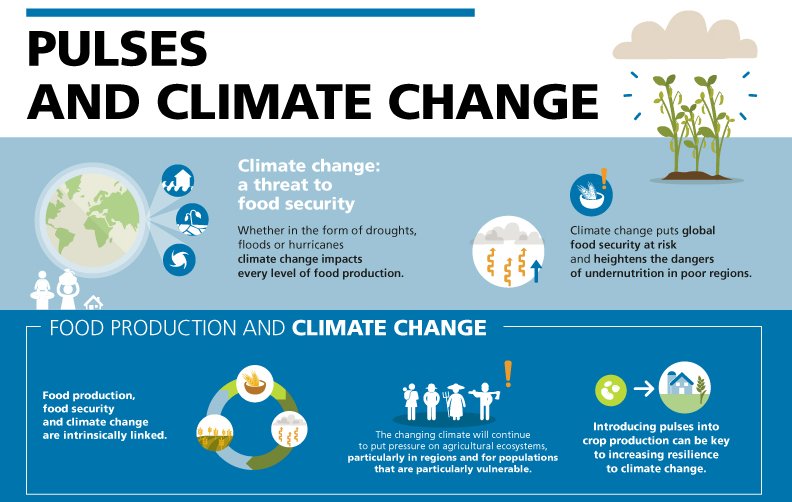 PULSES
AND CLIMATE CHANGE
Climate change:
a threat to
food security
Whether in the form of droughts,
floods or hurricanes
climate change impacts
every level of food production.
Climate change puts global
food security at risk
and heightens the dangers
of undernutrition in poor regions.
FOOD PRODUCTION AND CLIMATE CHANGE
Food production,
food security
and climate change
are intrinsically linked.
The changing climate will continue
to put pressure on agricultural ecosystems,
particularly in regions and for populations
that are particularly vulnerable.
Introducing pulses into
crop production can be key
to increasing resilience
to climate change.